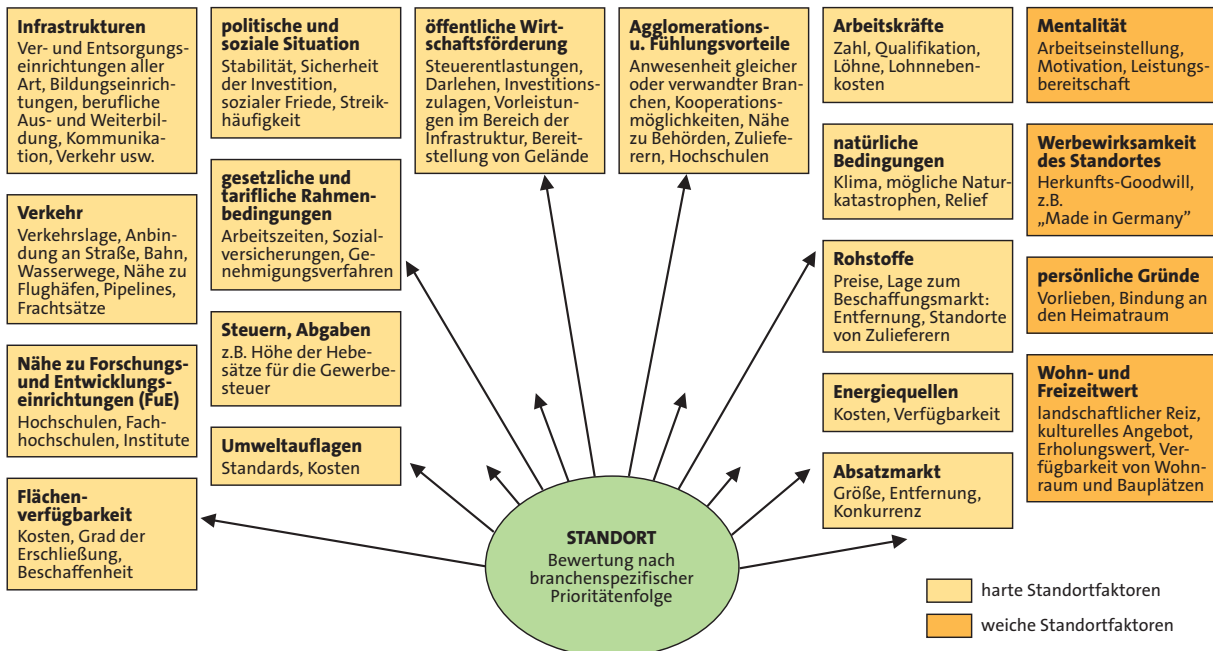 Infrastrukturen
Ver- und Entsorgungs-
einrichtungen aller
Art, Bildungseinrich-
tungen, berufliche
Aus- und Weiterbil-
dung, Kommunika-
tion, Verkehr usw.
Verkehr
Verkehrslage, Anbin-
dung an Straße, Bahn,
Wasserwege, Nähe zu
Flughäfen, Pipelines,
Frachtsätze
Nähe zu Forschungs-
und Entwicklungs-
einrichtungen (FuE)
Hochschulen, Fach-
hochschulen, Institute
Flächen-
verfügbarkeit
Kosten, Grad der
Erschließung,
Beschaffenheit
politische und
soziale Situation
Stabilität, Sicherheit
der Investition,
sozialer Friede, Streik-
häufigkeit
gesetzliche und
tarifliche Rahmen-
bedingungen
Arbeitszeiten, Sozial-
versicherungen, Ge-
nehmigungsverfahren
Steuern, Abgaben
z.B. Höhe der Hebe-
sätze für die Gewerbe-
steuer
Umweltauflagen
Standards, Kosten
öffentliche Wirt-
schaftsförderung
Steuerentlastungen,
Darlehen, Investitions-
zulagen, Vorleistun-
gen im Bereich der
Infrastruktur, Bereit-
stellung von Gelände
Agglomerations-
u. Fühlungsvorteile
Anwesenheit gleicher
oder verwandter Bran-
chen, Kooperations-
möglichkeiten, Nähe
zu Behörden, Zuliefe-
rern, Hochschulen
Arbeitskräfte
Zahl, Qualifikation,
Löhne, Lohnneben-
kosten
natürliche
Bedingungen
Klima, mögliche Natur-
katastrophen, Relief
Rohstoffe
Preise, Lage zum
Beschaffungsmarkt:
Entfernung, Standorte
von Zulieferern
Energiequellen
Kosten, Verfügbarkeit
Absatzmarkt
Größe, Entfernung,
Konkurrenz
Mentalität
Arbeitseinstellung,
Motivation, Leistungs-
bereitschaft
Werbewirksamkeit
des Standortes
Herkunfts-Goodwill,
z.B.
„Made in Germany”
persönliche Gründe
Vorlieben, Bindung an
den Heimatraum
Wohn- und
Freizeitwert
landschaftlicher Reiz,
kulturelles Angebot,
Erholungswert, Ver-
fügbarkeit von Wohn-
raum und Bauplätzen
STANDORT
Bewertung nach
branchenspezifischer
Prioritätenfolge
harte Standortfaktoren
weiche Standortfaktoren